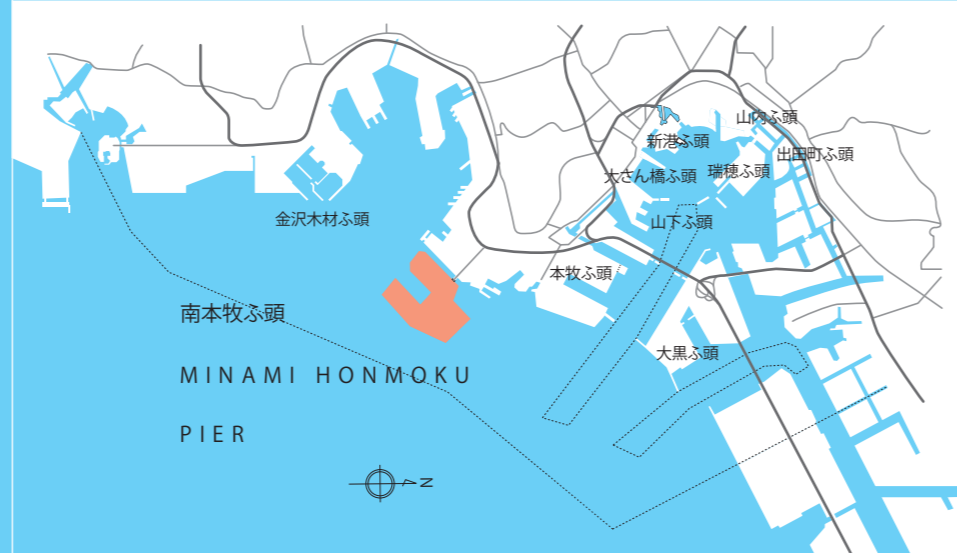 山内ふ頭
新港ふ頭
出田町ふ頭
大さん橋ふ頭
瑞穂ふ頭
金沢木材ふ頭
山下ふ頭
本牧ふ頭
南本牧ふ頭
大黒ふ頭
MINAMI HONMOKU
PIER
N